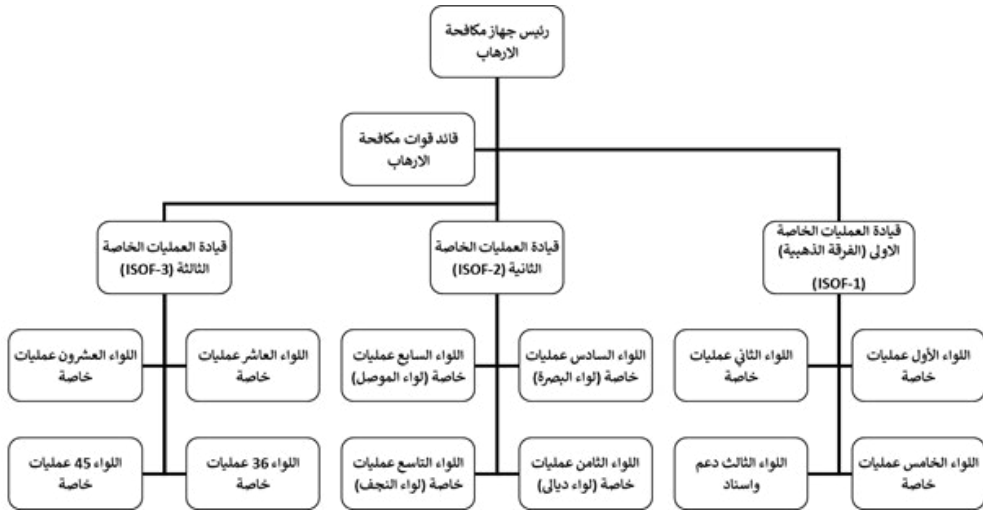 رئيس جهاز مكافحة
الارهاب
قائد قوات مكافحة
الارهاب
قيادة العمليات الخاصة
الاولى (الفرقة الذهبية)
(ISOF-1)
قيادة العمليات الخاصة
الثانية (ISOF-2)
قيادة العمليات الخاصة
الثالثة (ISOF-3)
اللواء الأول عمليات
خاصة
اللواء الثاني عمليات
خاصة
اللواء السادس عمليات
خاصة (لواء البصرة)
اللواء السابع عمليات
خاصة (لواء الموصل)
اللواء العاشر عمليات
خاصة
اللواء العشرون عمليات
خاصة
اللواء الخامس عمليات
خاصة
اللواء الثالث دعم
واسناد
اللواء الثامن عمليات
خاصة (لواء ديالى)
اللواء التاسع عمليات
خاصة (لواء النجف)
اللواء 36 عمليات
خاصة
اللواء 45 عمليات
خاصة